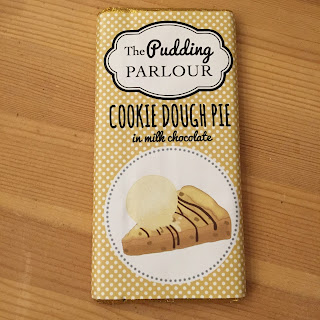 The Pudding
PARLOUR
COOKIE DOUGH PIE
in milk chocolate